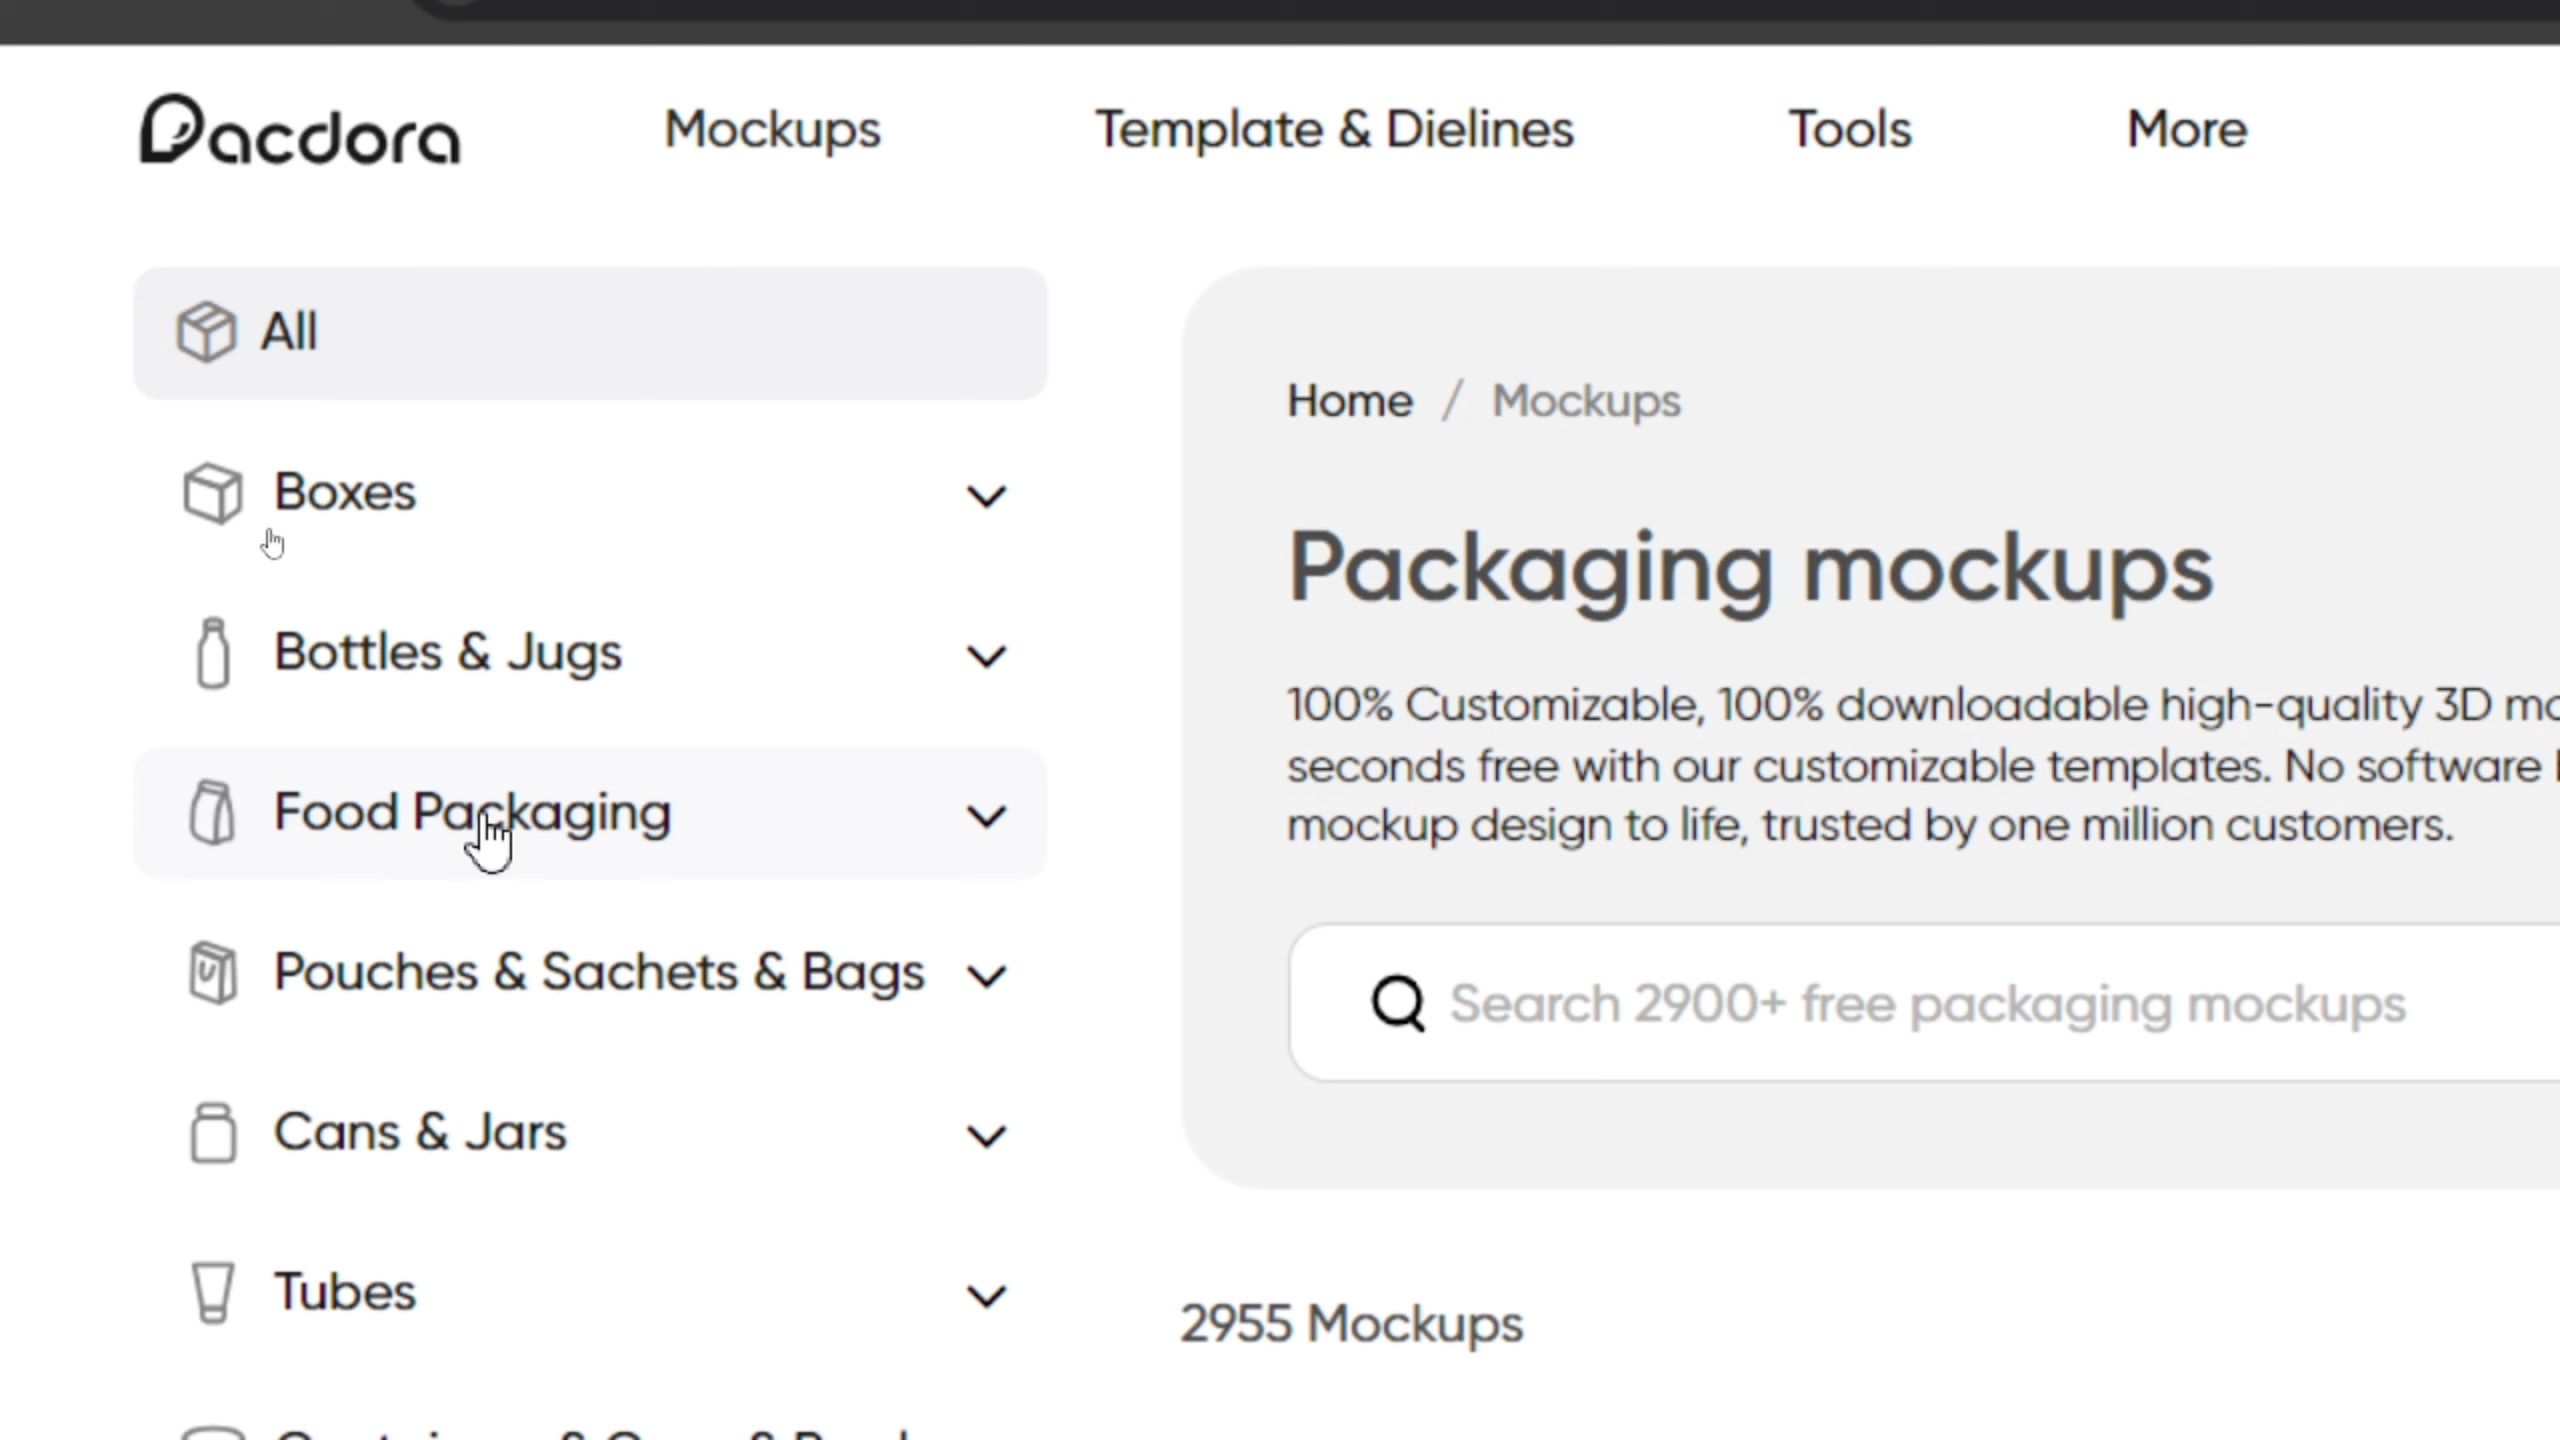 Pacdora
Mockups
Template & Dielines
Tools
More
All
Boxes
Bottles & Jugs
Food Packaging
Pouches & Sachets & Bags
Cans & Jars
Tubes
Home / Mockups
Packaging mockups
100% Customizable, 100% downloadable high-quality 3D
seconds free with our customizable templates. No software
mockup design to life, trusted by one million customers.
Search 2900+ free packaging mockups
2955 Mockups